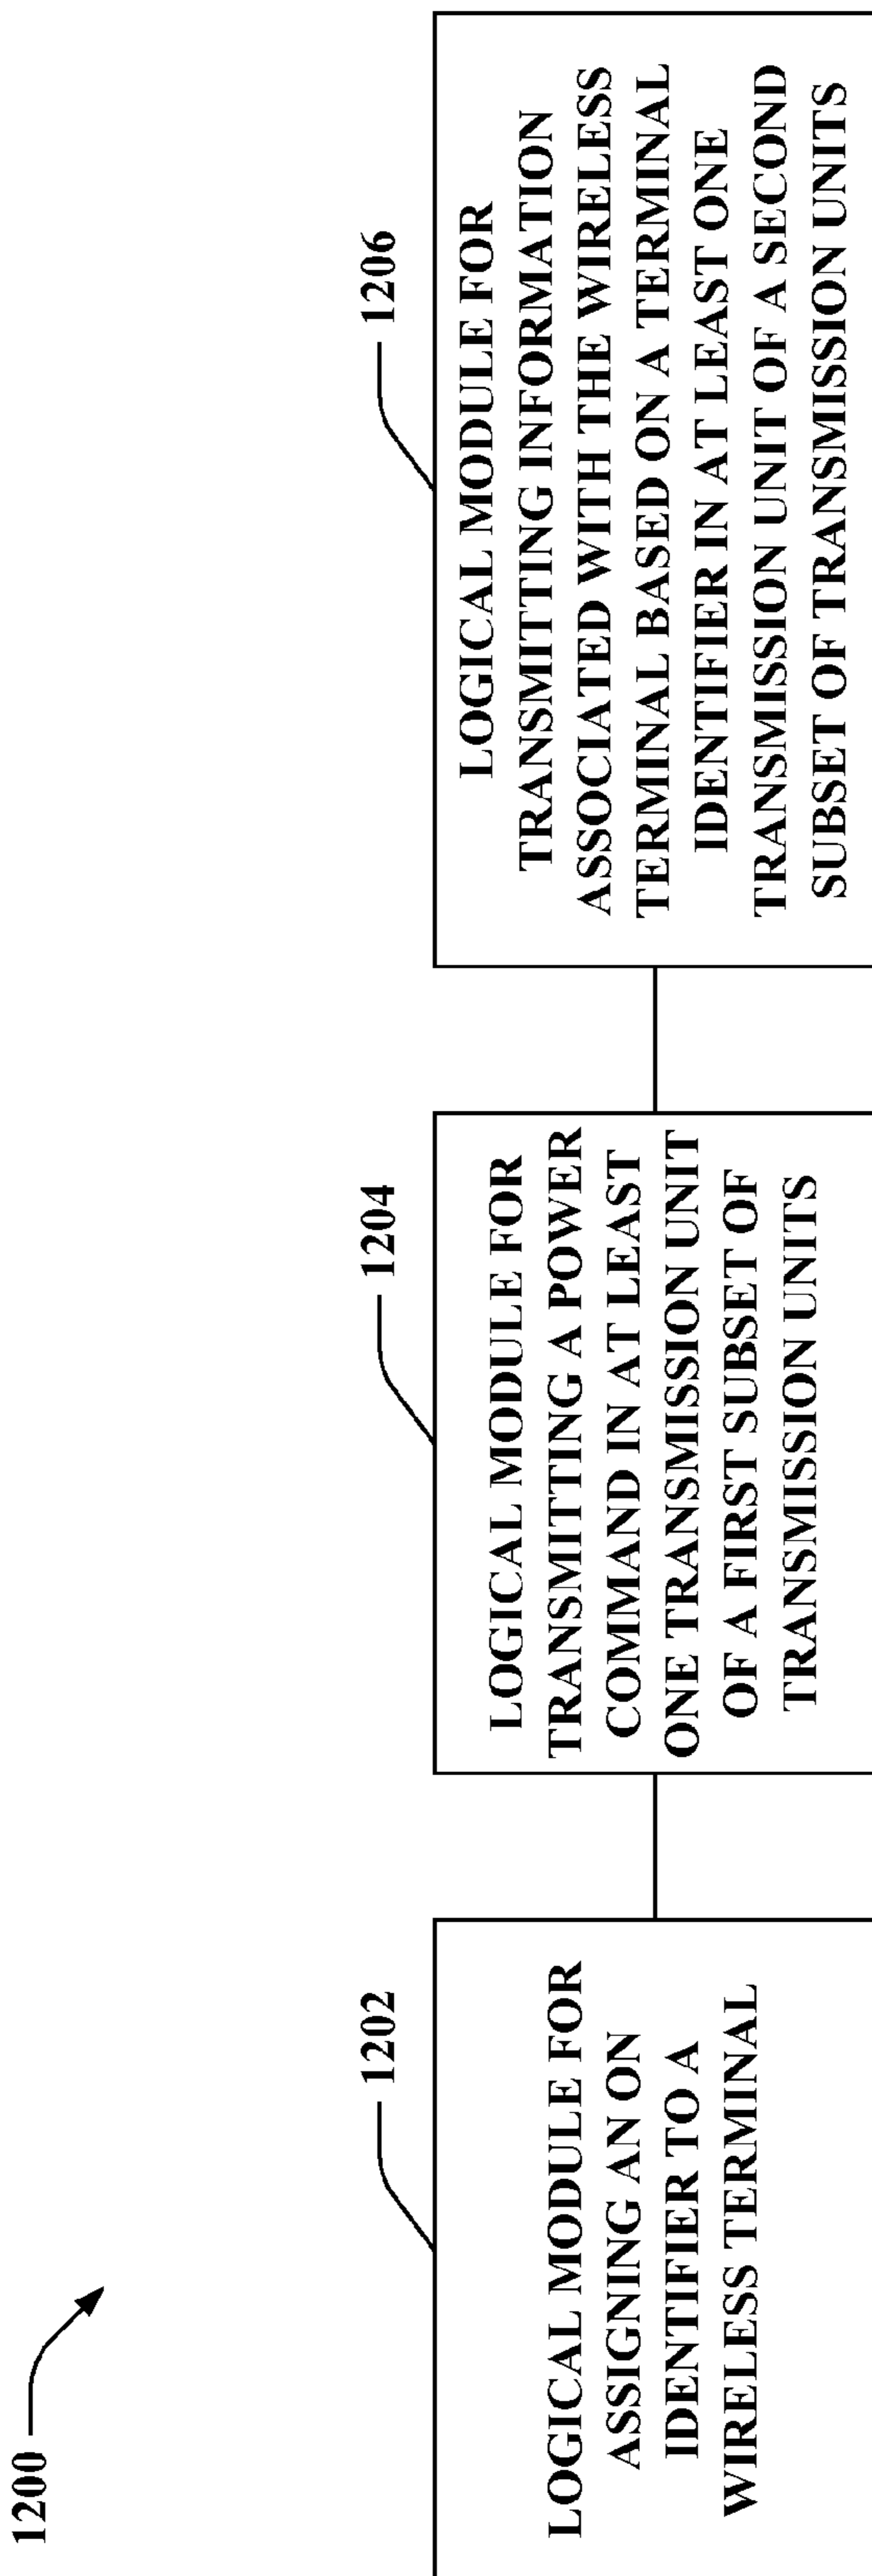 1200
1202
LOGICAL MODULE FOR
ASSIGNING AN ON
IDENTIFIER TO A
WIRELESS TERMINAL
1204
LOGICAL MODULE FOR
TRANSMITTING A POWER
COMMAND IN AT LEAST
ONE TRANSMISSION UNIT
OF A FIRST SUBSET OF
TRANSMISSION UNITS
1206
LOGICAL MODULE FOR
TRANSMITTING INFORMATION
ASSOCIATED WITH THE WIRELESS
TERMINAL BASED ON A TERMINAL
IDENTIFIER IN AT LEAST ONE
TRANSMISSION UNIT OF A SECOND
SUBSET OF TRANSMISSION UNITS